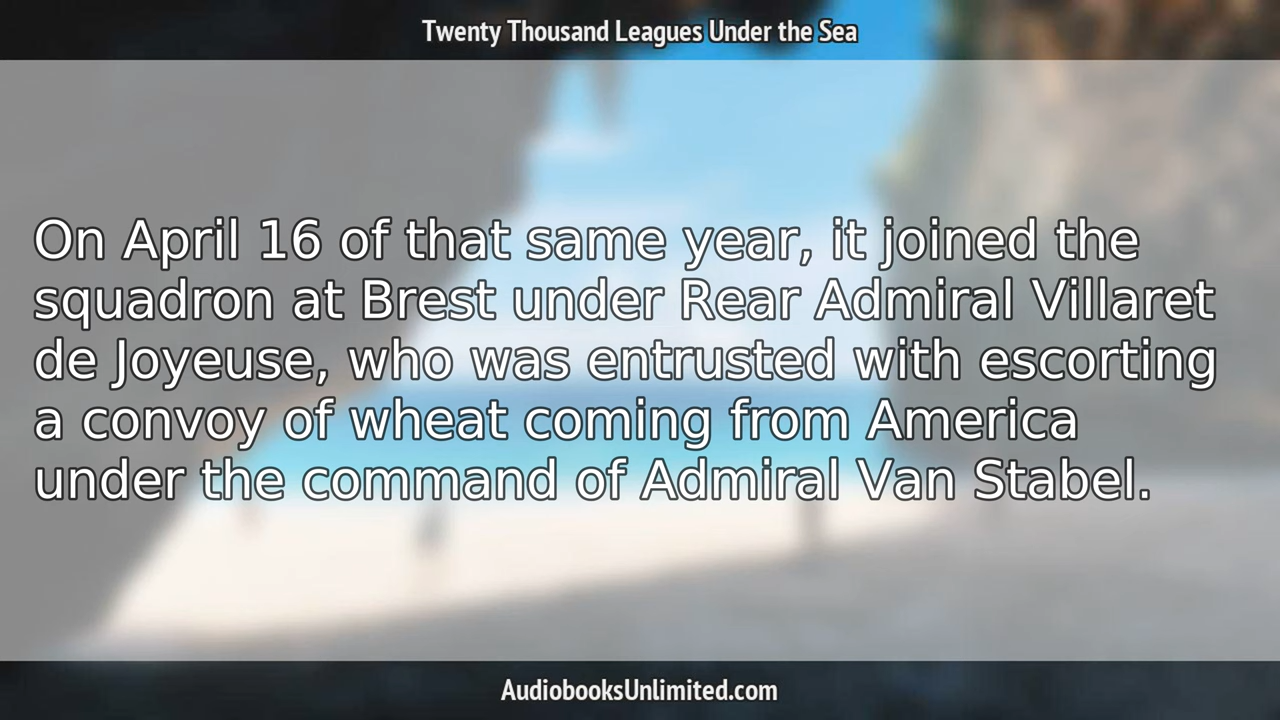 Twenty Thousand Leagues Under the Sea
On April 16 of that same year, it joined the
squadron at Brest under Rear Admiral Villaret
de Joyeuse, who was entrusted with escorting
a convoy of wheat coming from America
under the command of Admiral Van Stabel.
AudiobooksUnlimited.com